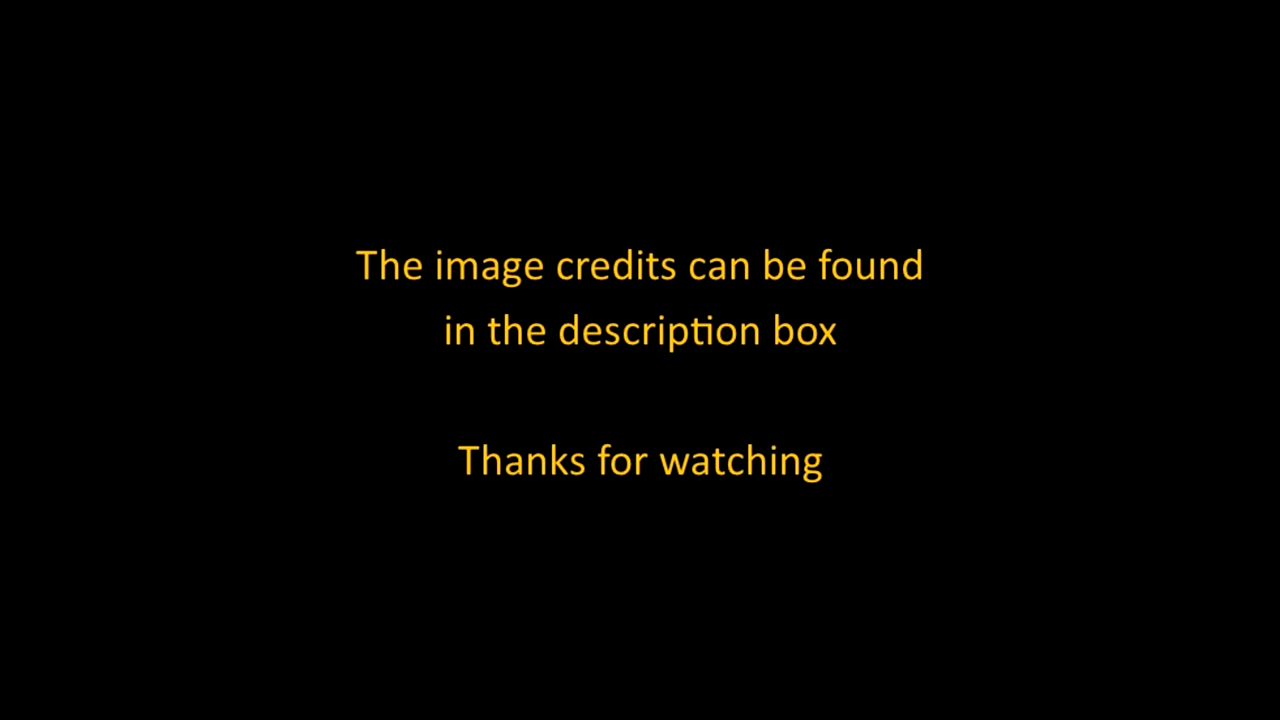 The image credits can be found
in the description box
Thanks for watching